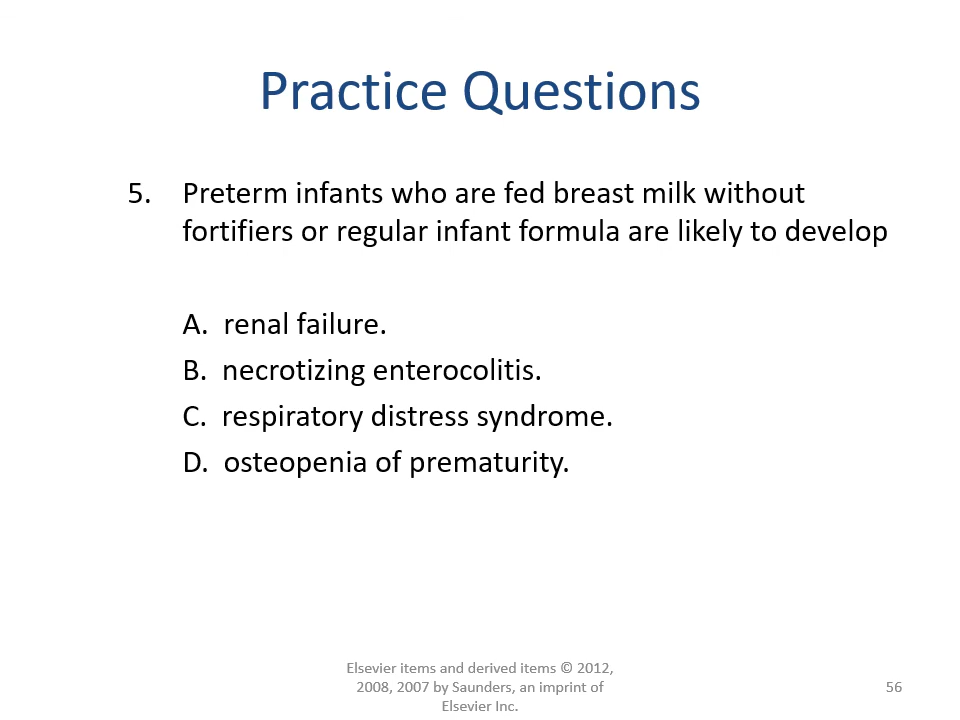 Practice Questions
5. Preterm infants who are fed breast milk without
fortifiers or regular infant formula are likely to develop
A. renal failure.
B. necrotizing enterocolitis.
C. respiratory distress syndrome.
D. osteopenia of prematurity.
Elsevier items and derived items © 2012,
2008, 2007 by Saunders, an imprint of
Elsevier Inc.
56